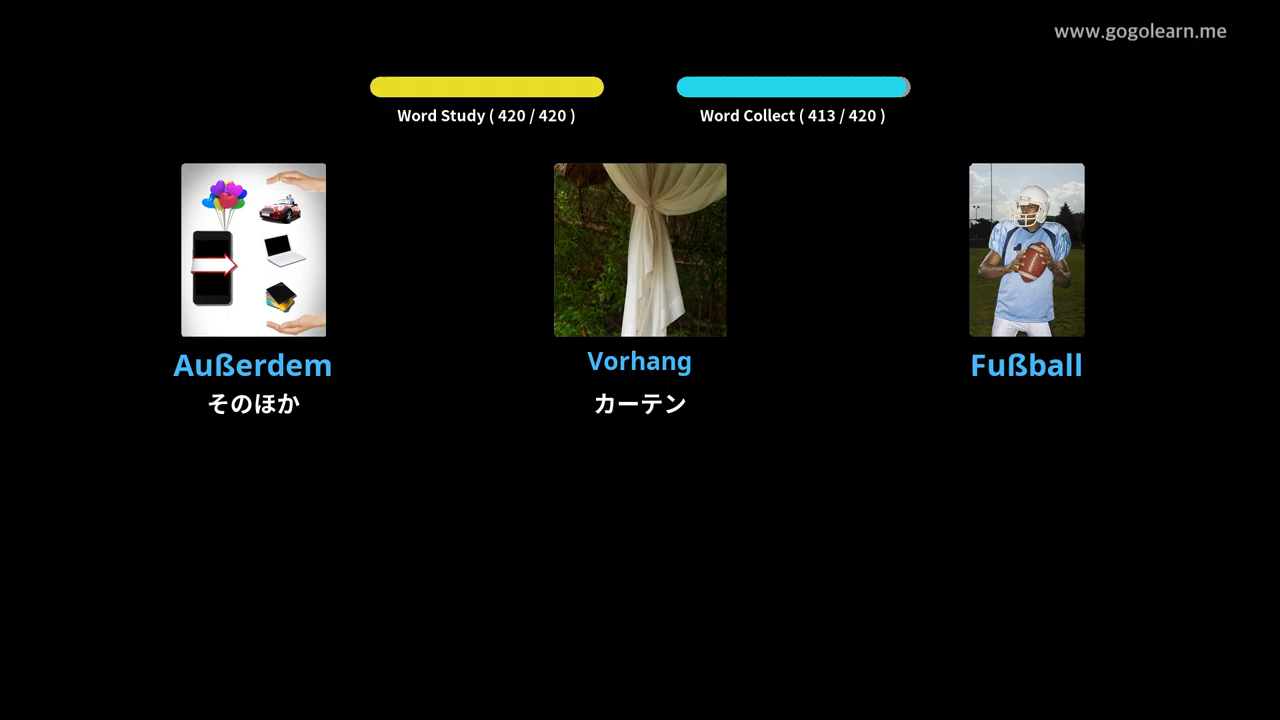 www.gogolearn.me
Word Study ( 420 / 420 )
Word Collect ( 413 / 420 )
Außerdem
Vorhang
Fußball
そのほか
カーテン